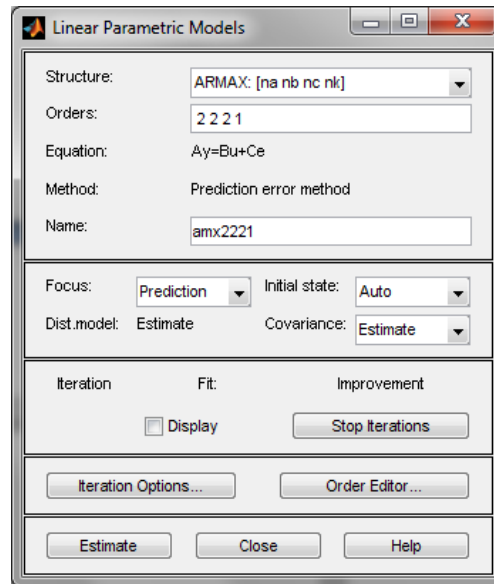 Linear Parametric Models
Structure: ARMAX: [na nb nc nk]
Orders: 2 2 2 1
Equation: Ay=Bu+Ce
Method: Prediction error method
Name: amx2221
Focus: Prediction Initial state: Auto
Dist.model: Estimate Covariance: Estimate
Iteration Fit: Improvement
Display Stop Iterations
Iteration Options... Order Editor...
Estimate Close Help